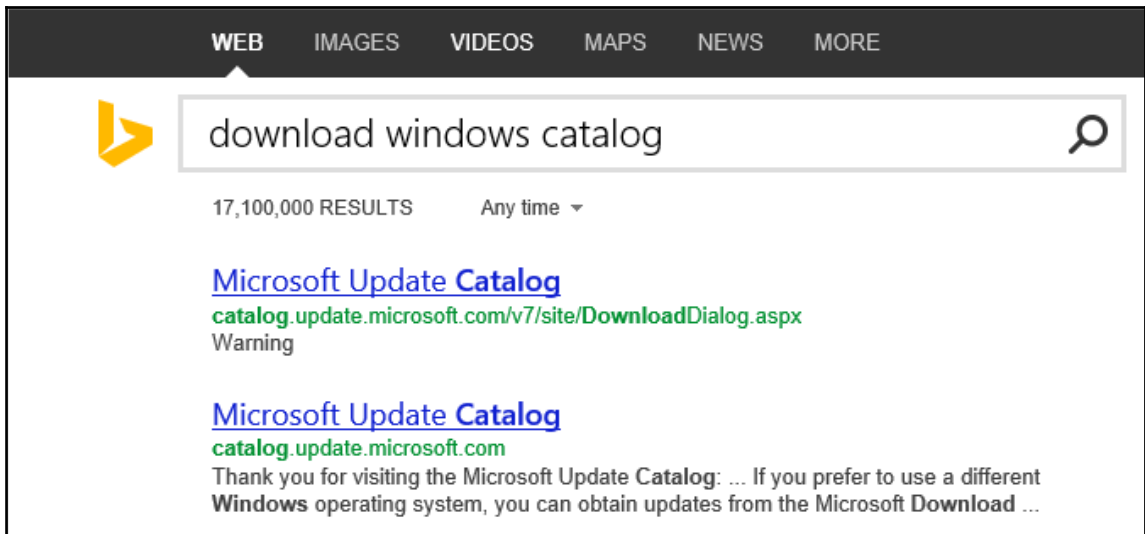 WEB IMAGES VIDEOS MAPS NEWS MORE
download windows catalog
17,100,000 RESULTS Any time
Microsoft Update Catalog
catalog.update.microsoft.com/v7/site/DownloadDialog.aspx
Warning
Microsoft Update Catalog
catalog.update.microsoft.com
Thank you for visiting the Microsoft Update Catalog: ... If you prefer to use a different
Windows operating system, you can obtain updates from the Microsoft Download ...